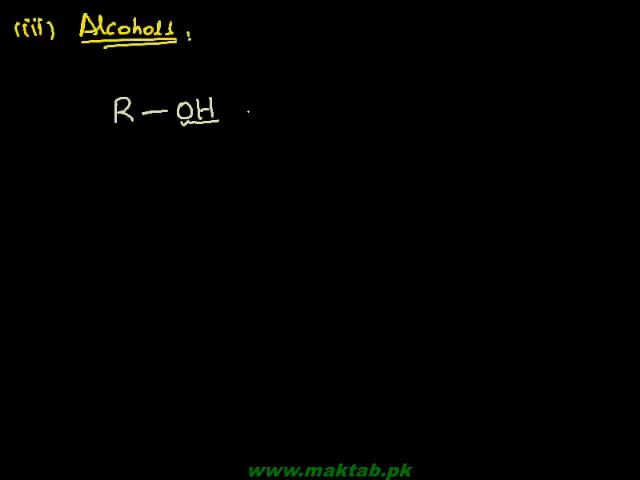 (iii) Alcohols :
R — OH
www.maktab.pk